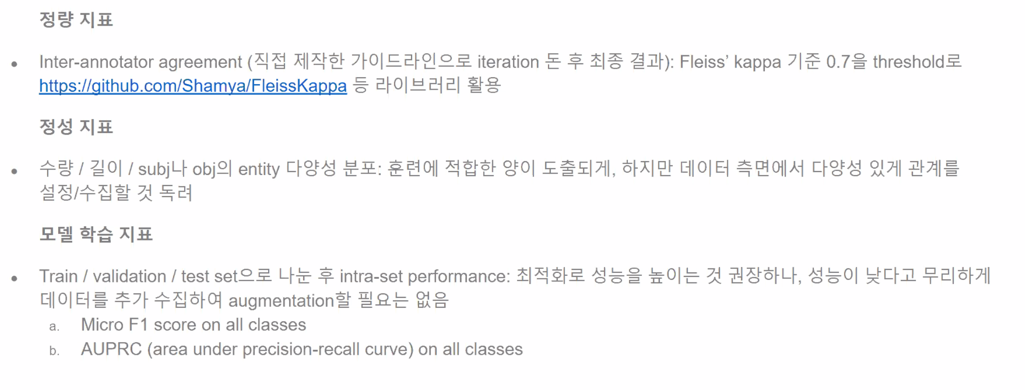 정량 지표
● Inter-annotator agreement (직접 제작한 가이드라인으로 iteration 돈 후 최종 결과): Fleiss’ kappa 기준 0.7을 threshold로
https://github.com/Shamya/FleissKappa 등 라이브러리 활용
정성 지표
● 수량 / 길이 / subj나 obj의 entity 다양성 분포: 훈련에 적합한 양이 도출되게, 하지만 데이터 측면에서 다양성 있게 관계를
설정/수집할 것 독려
모델 학습 지표
● Train / validation / test set으로 나눈 후 intra-set performance: 최적화로 성능을 높이는 것 권장하나, 성능이 낮다고 무리하게
데이터를 추가 수집하여 augmentation할 필요는 없음
a. Micro F1 score on all classes
b. AUPRC (area under precision-recall curve) on all classes